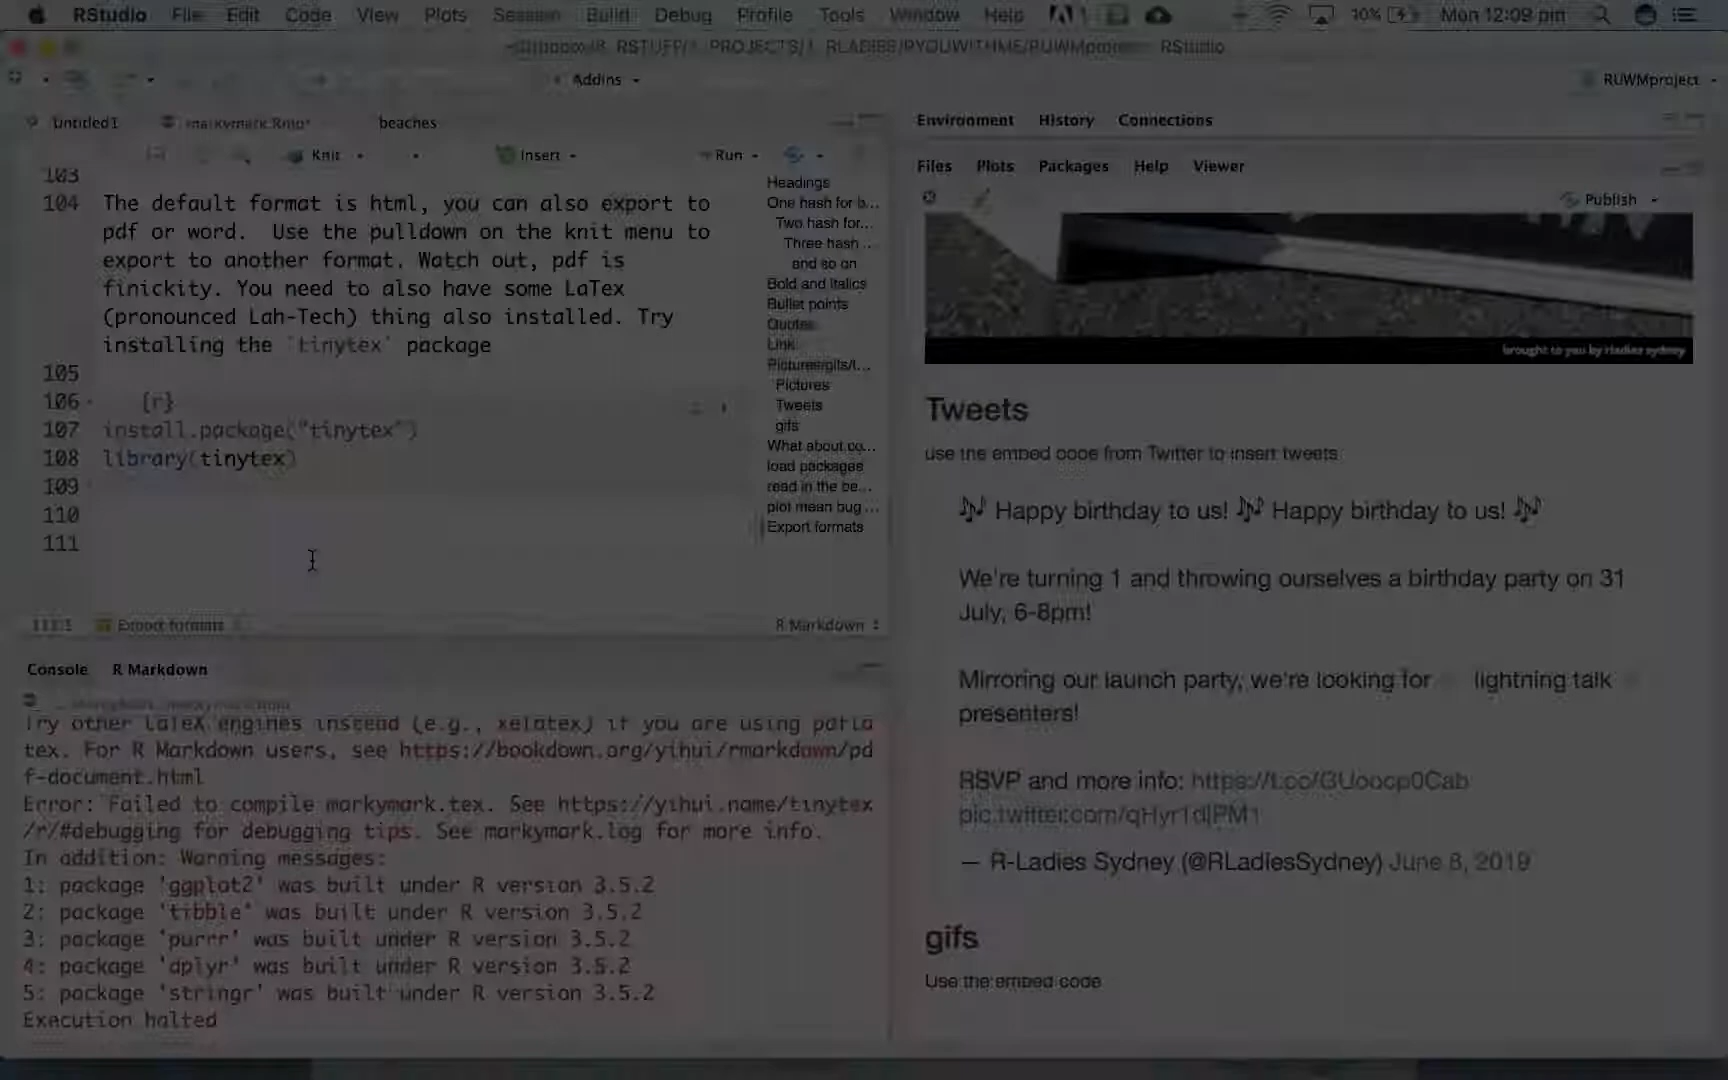 RStudio File Edit Code View Plots Session Build Debug Profile Tools Window Help 10% Mon 12:09 pm
RSTUFF/ PROJECTS/ RLADIES/RYOUWITHME/RUWMproject RStudio
Addins RUWMproject
Untitled1 markymark.Rmd* beaches
Knit Insert Run
103
104 The default format is html, you can also export to
pdf or word. Use the pulldown on the knit menu to
export to another format. Watch out, pdf is
finickity. You need to also have some LaTex
(pronounced Lah-Tech) thing also installed. Try
installing the `tinytex` package
105
106 {r}
107 install.package("tinytex")
108 library(tinytex)
109
110
111
Headings
One hash for b...
Two hash for...
Three hash ...
and so on
Bold and Italics
Bullet points
Quotes
Link
Pictures/gifs/t...
Pictures
Tweets
gifs
What about co...
load packages
read in the be...
plot mean bug ...
Export formats
111:1 Export formats R Markdown
Console R Markdown
Try other LaTeX engines instead (e.g., xelatex) if you are using pdfla
tex. For R Markdown users, see https://bookdown.org/yihui/rmarkdown/pd
f-document.html
Error: Failed to compile markymark.tex. See https://yihui.name/tinytex
/r/#debugging for debugging tips. See markymark.log for more info.
In addition: Warning messages:
1: package 'ggplot2' was built under R version 3.5.2
2: package 'tibble' was built under R version 3.5.2
3: package 'purrr' was built under R version 3.5.2
4: package 'dplyr' was built under R version 3.5.2
5: package 'stringr' was built under R version 3.5.2
Execution halted
Environment History Connections
Files Plots Packages Help Viewer
Publish
brought to you by rladies sydney
Tweets
use the embed code from Twitter to insert tweets
🎶 Happy birthday to us! 🎶 Happy birthday to us! 🎶
We're turning 1 and throwing ourselves a birthday party on 31
July, 6-8pm!
Mirroring our launch party, we're looking for lightning talk
presenters!
RSVP and more info:
— R-Ladies Sydney (@RLadiesSydney) June 8, 2019
gifs
Use the embed code